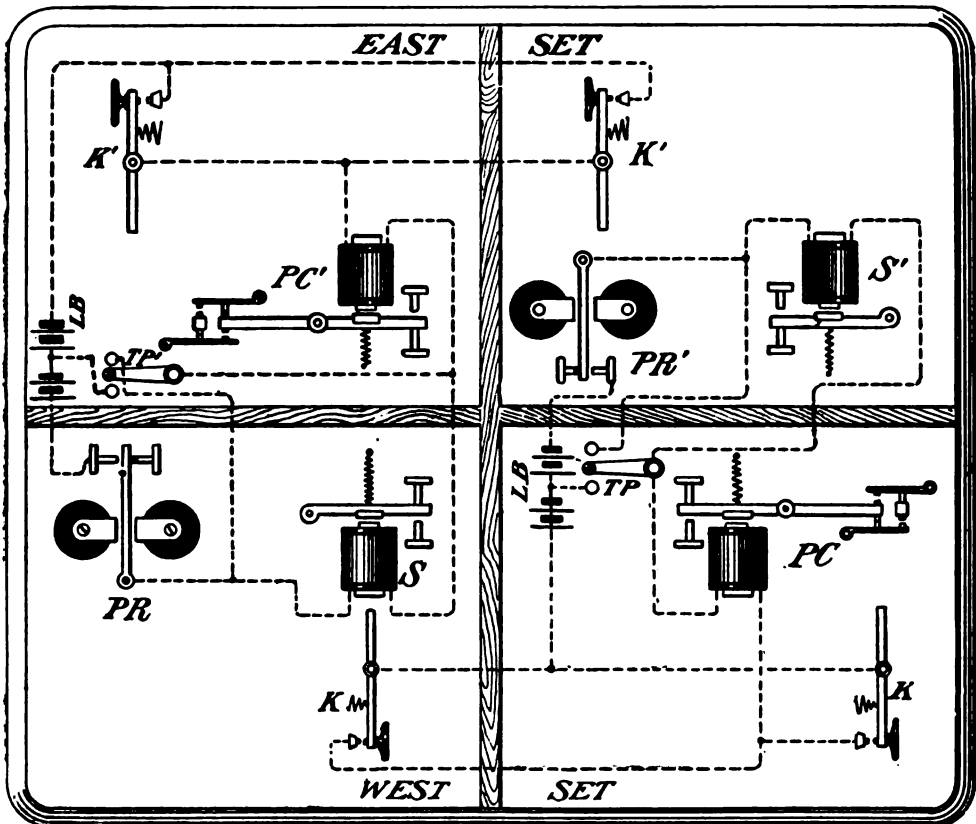 EAST SET
K'
K'
PC'
S'
LB
TP'
PR'
LB
TP
PC
S
PR
K
K
WEST SET